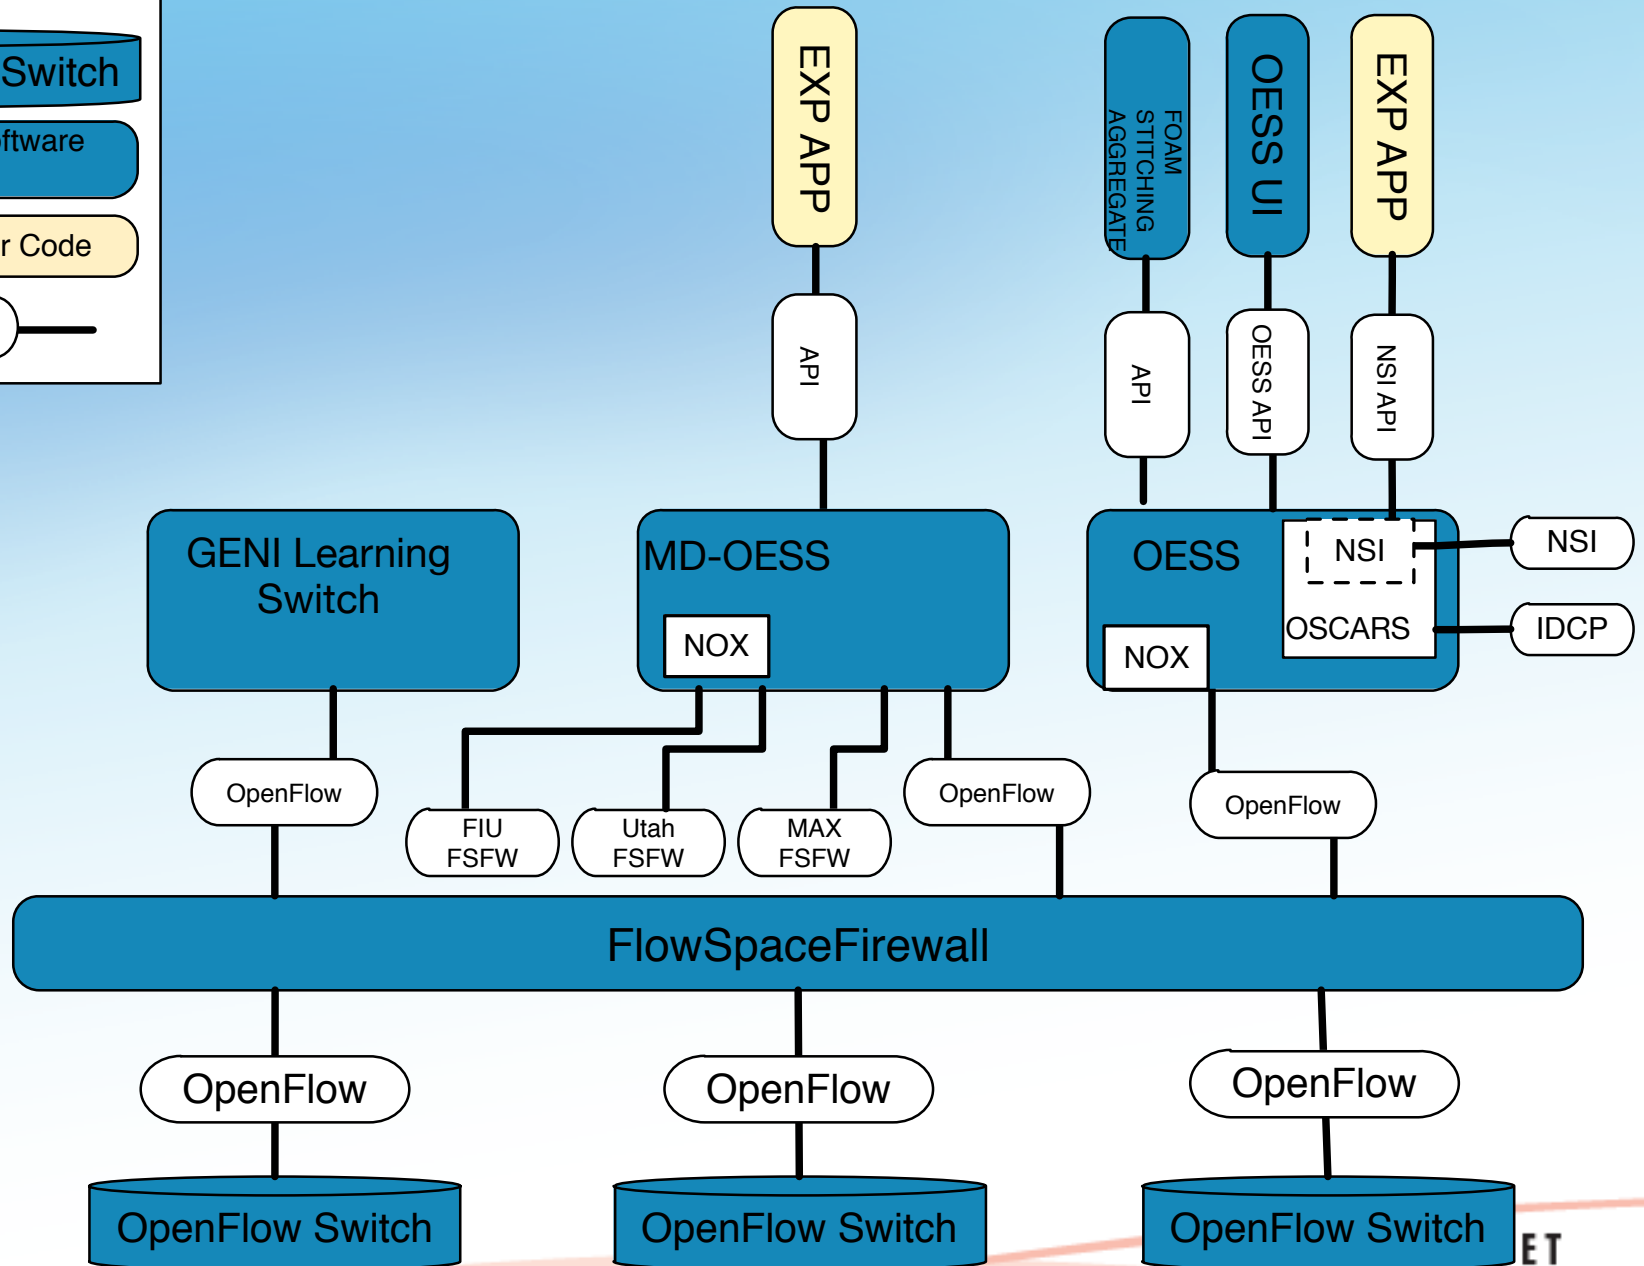 Switch
ftware
r Code
EXP APP
FOAM
STITCHING
AGGREGATE
OESS UI
EXP APP
API
API
OESS API
NSI API
GENI Learning
Switch
MD-OESS
NOX
OESS
NOX
NSI
OSCARS
NSI
IDCP
OpenFlow
FIU
FSFW
Utah
FSFW
MAX
FSFW
OpenFlow
OpenFlow
FlowSpaceFirewall
OpenFlow
OpenFlow
OpenFlow
OpenFlow Switch
OpenFlow Switch
OpenFlow Switch
ET